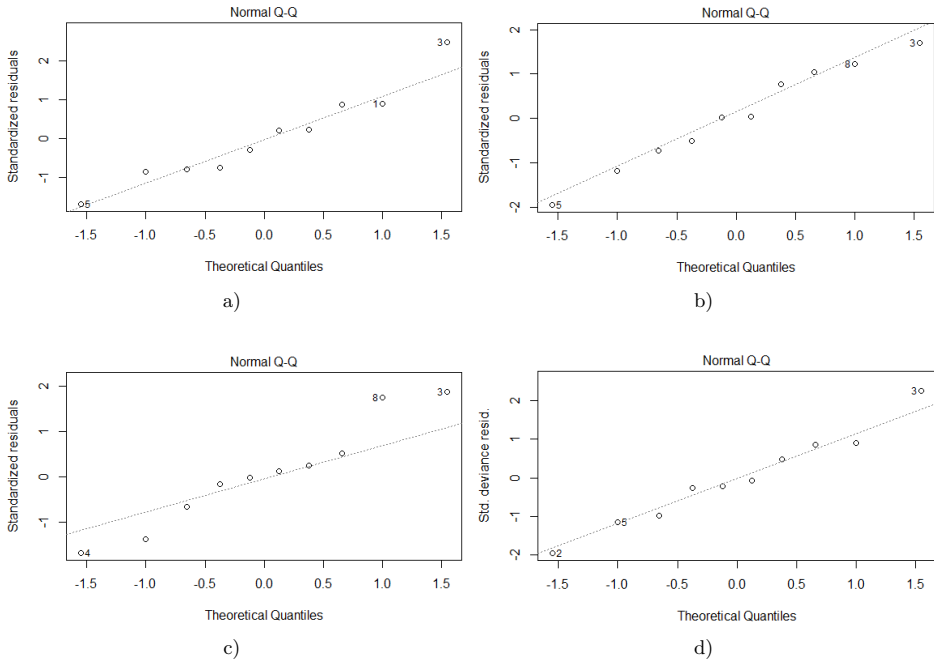 Normal Q-Q
Standardized residuals
2
1
0
-1
3
1
5
-1.5 -1.0 -0.5 0.0 0.5 1.0 1.5
Theoretical Quantiles
a)
Normal Q-Q
Standardized residuals
2
1
0
-1
-2
3
8
5
-1.5 -1.0 -0.5 0.0 0.5 1.0 1.5
Theoretical Quantiles
b)
Normal Q-Q
Standardized residuals
2
1
0
-1
8
3
4
-1.5 -1.0 -0.5 0.0 0.5 1.0 1.5
Theoretical Quantiles
c)
Normal Q-Q
Std. deviance resid.
2
1
0
-1
-2
3
5
2
-1.5 -1.0 -0.5 0.0 0.5 1.0 1.5
Theoretical Quantiles
d)